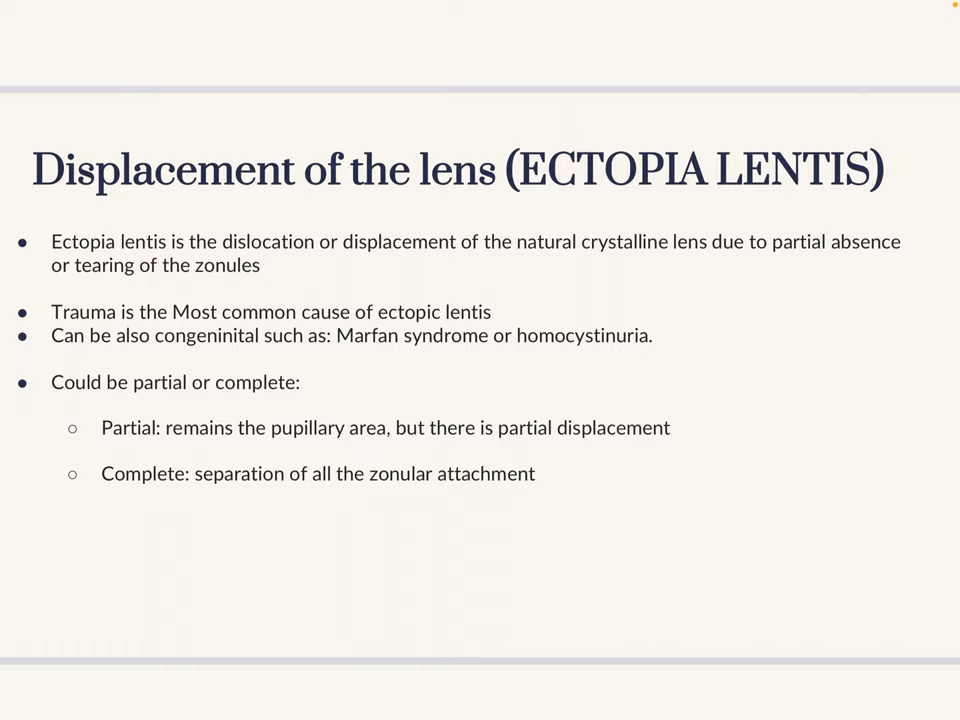 Displacement of the lens (ECTOPIA LENTIS)
● Ectopia lentis is the dislocation or displacement of the natural crystalline lens due to partial absence
or tearing of the zonules
● Trauma is the Most common cause of ectopic lentis
● Can be also congeninital such as: Marfan syndrome or homocystinuria.
● Could be partial or complete:
○ Partial: remains the pupillary area, but there is partial displacement
○ Complete: separation of all the zonular attachment